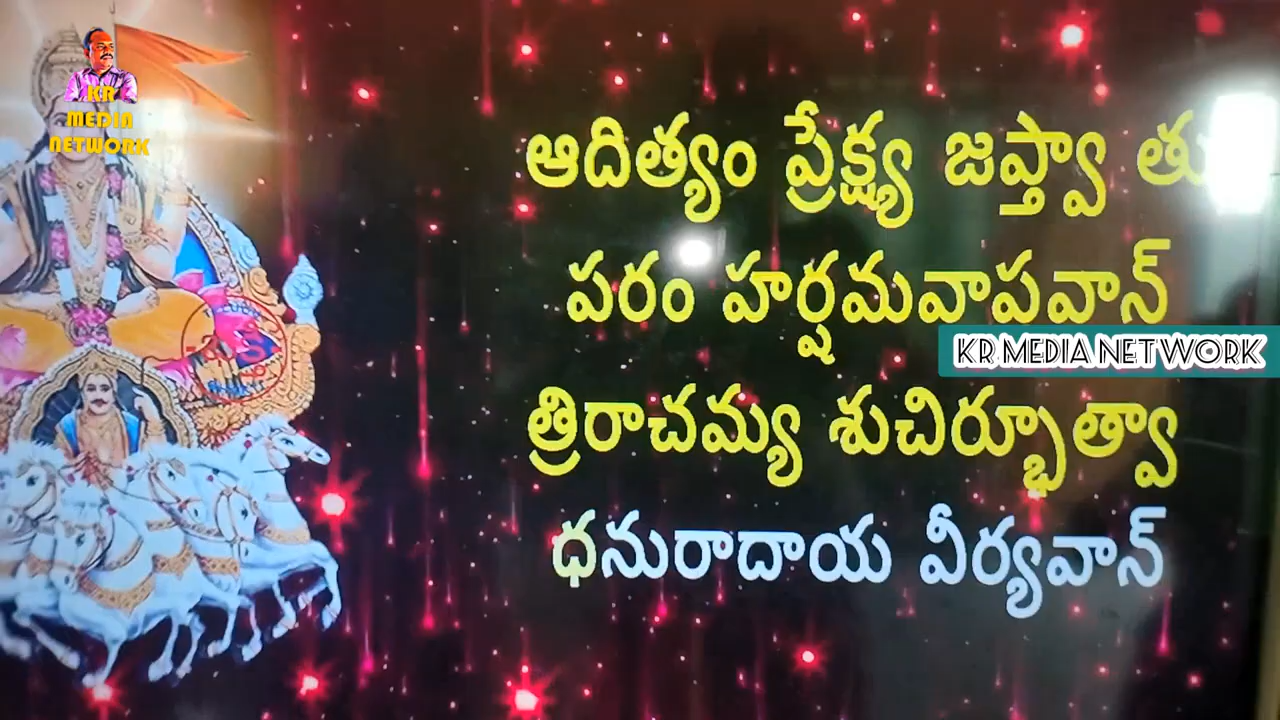 KR
MEDIA
NETWORK
ఆదిత్యం ప్రేక్ష్య జప్త్వా తు
పరం హర్షమవాపవాన్
KR MEDIA NETWORK
త్రిరాచమ్య శుచిర్భూత్వా
ధనురాదాయ వీర్యవాన్